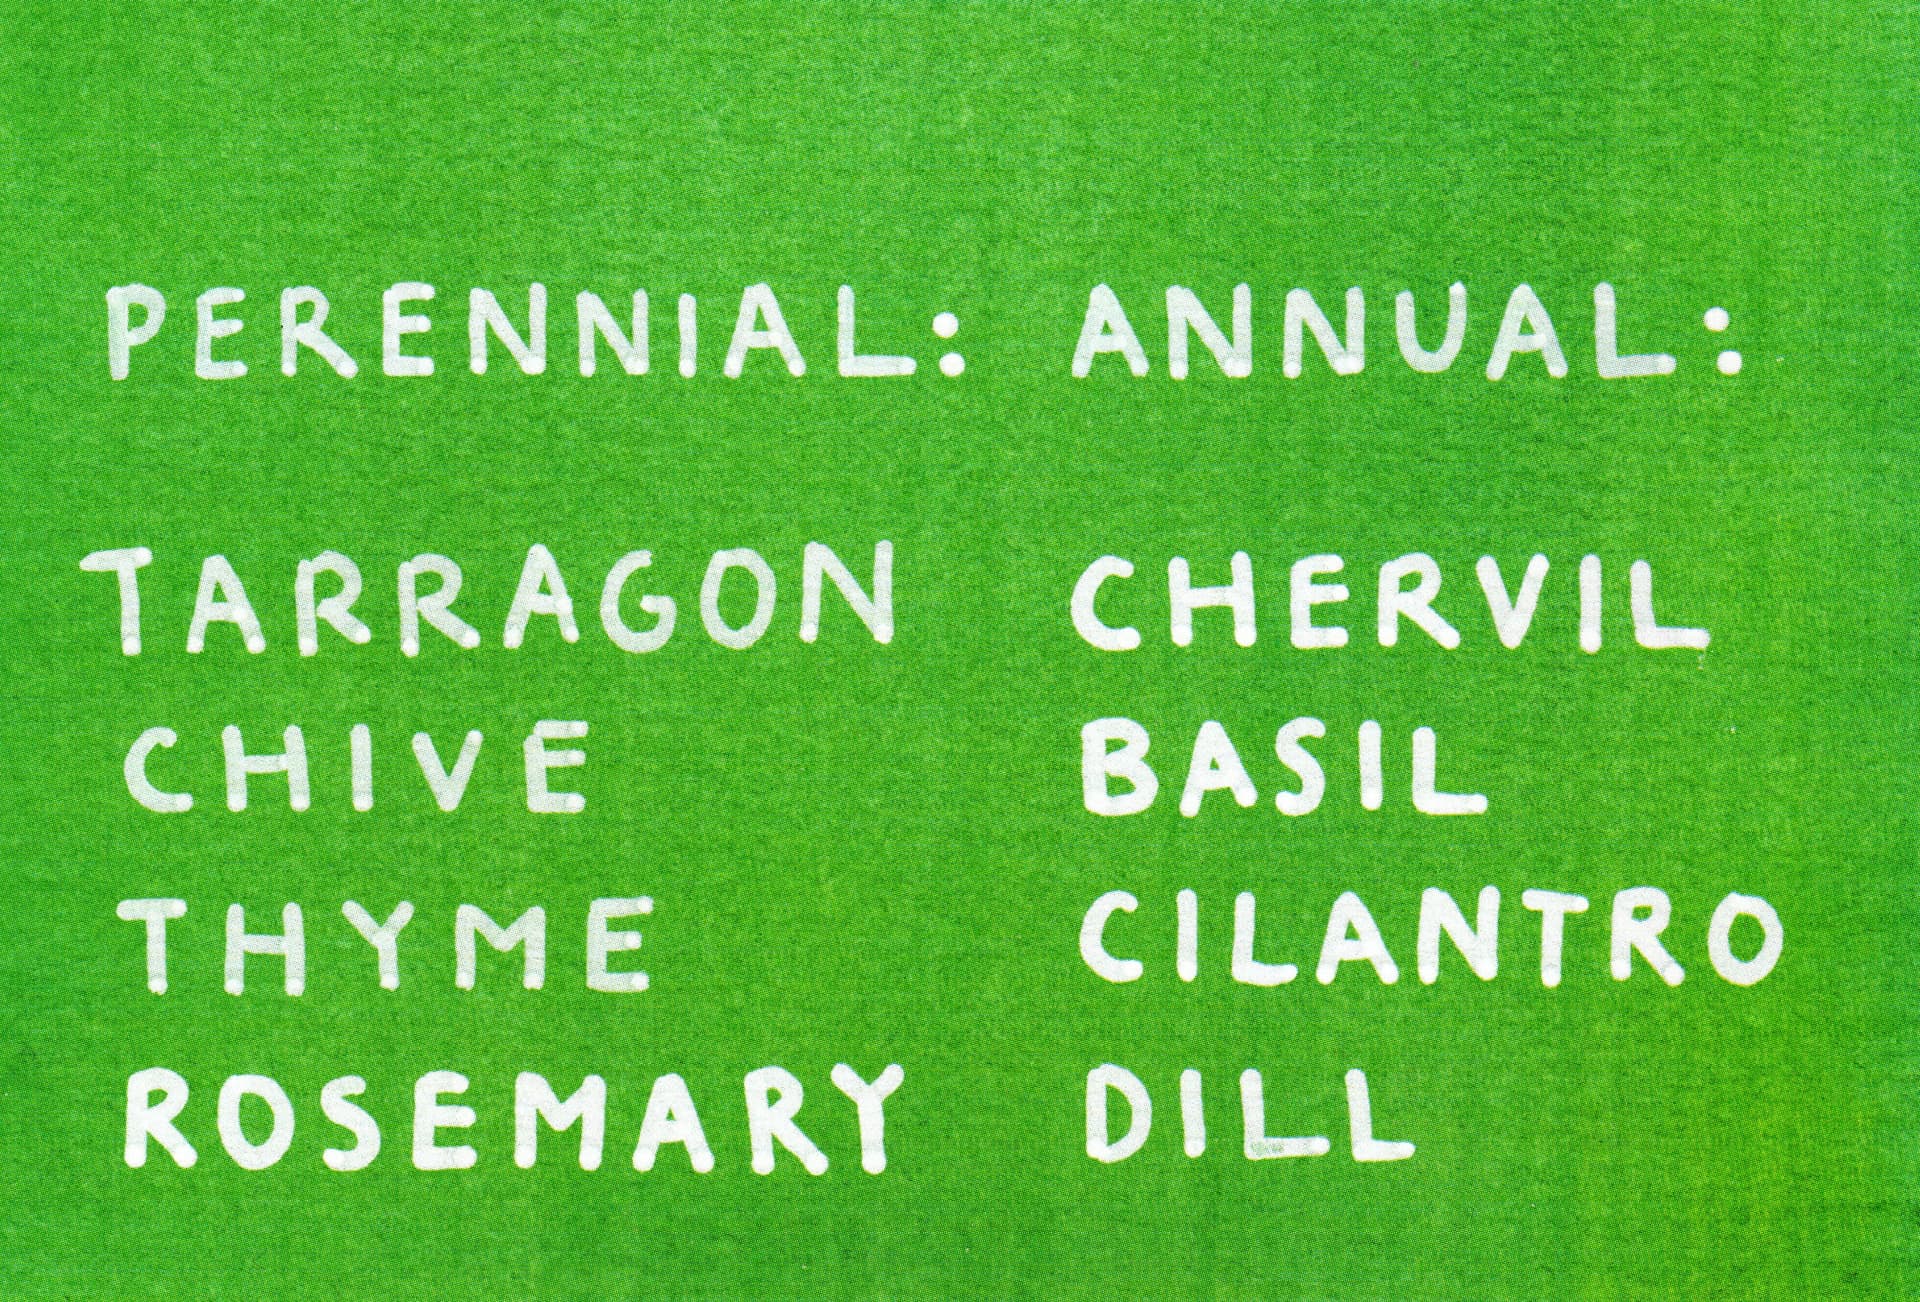 PERENNIAL:
TARRAGON
CHIVE
THYME
ROSEMARY
ANNUAL:
CHERVIL
BASIL
CILANTRO
DILL